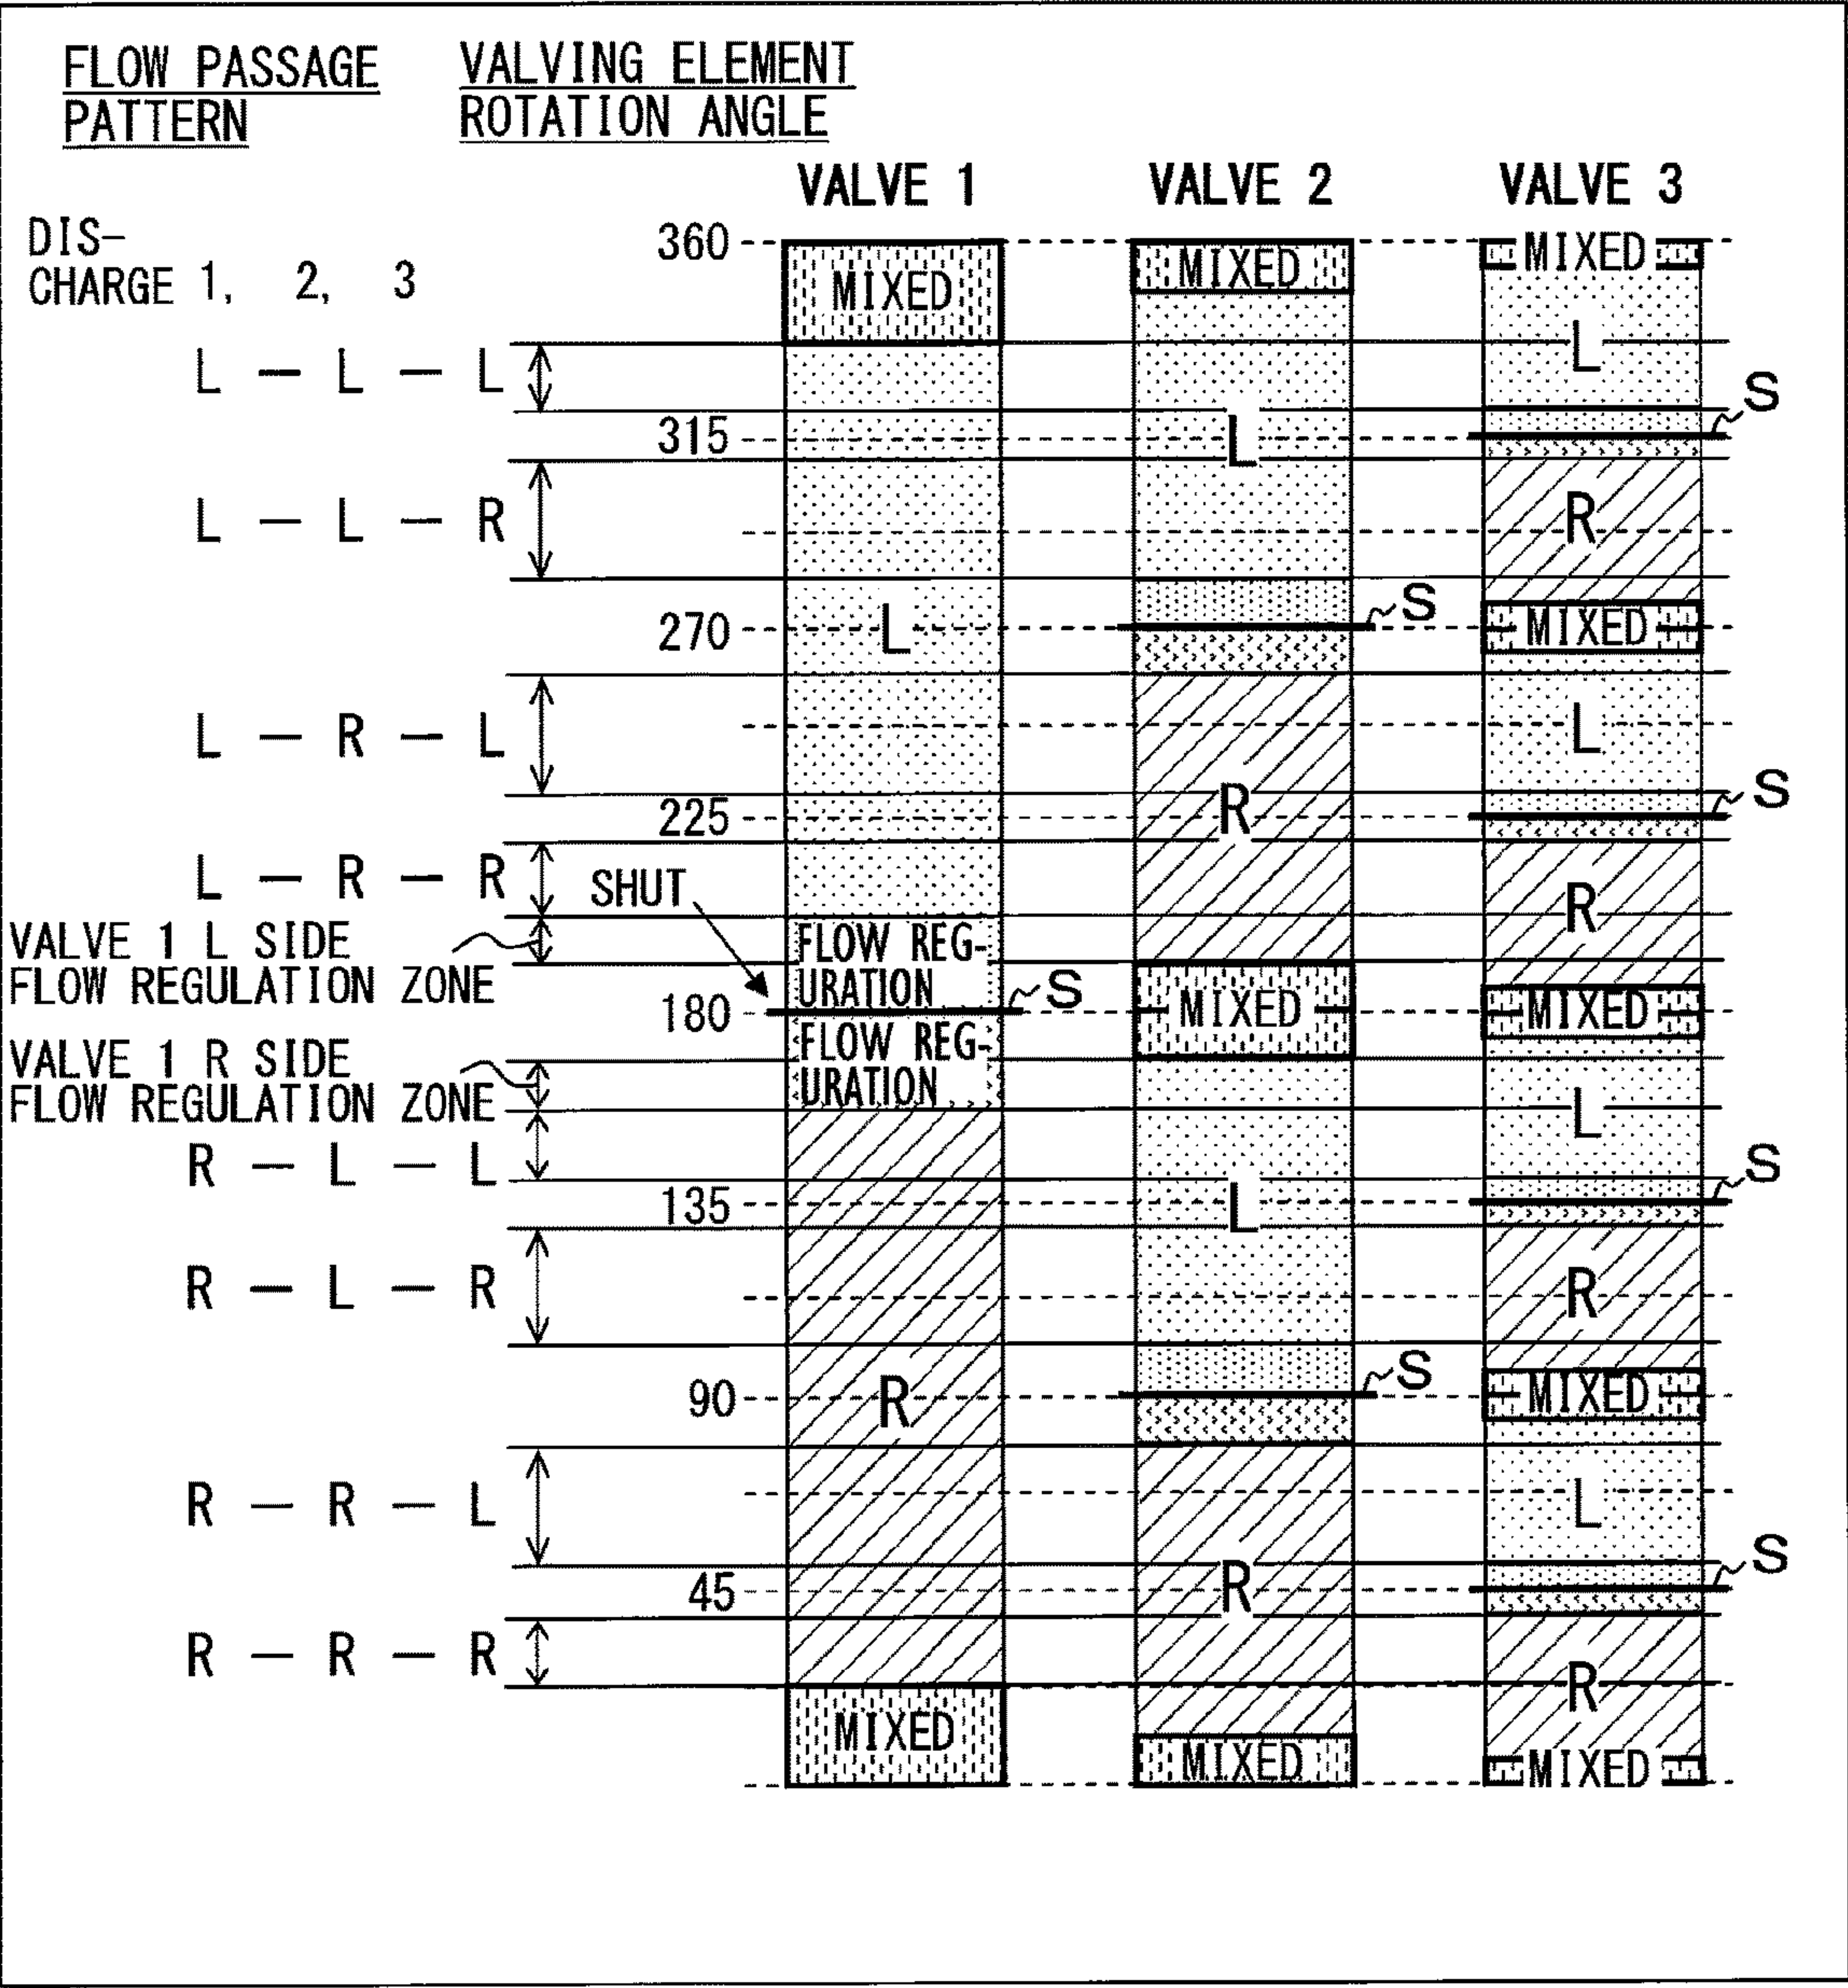 FLOW PASSAGE
PATTERN
VALVING ELEMENT
ROTATION ANGLE
VALVE 1 VALVE 2 VALVE 3
DIS-
CHARGE 1, 2, 3
360
MIXED MIXED MIXED
L
L — L — L
S
315
L
L — L — R
R
S
270
L
MIXED
L — R — L
L
S
225
R
L — R — R
SHUT
R
VALVE 1 L SIDE
FLOW REGULATION ZONE
FLOW REG-
URATION
S
180
MIXED MIXED
VALVE 1 R SIDE
FLOW REGULATION ZONE
FLOW REG-
URATION
L
R — L — L
S
135
L
R — L — R
R
S
90
R
MIXED
R — R — L
L
S
45
R
R — R — R
R
MIXED MIXED MIXED